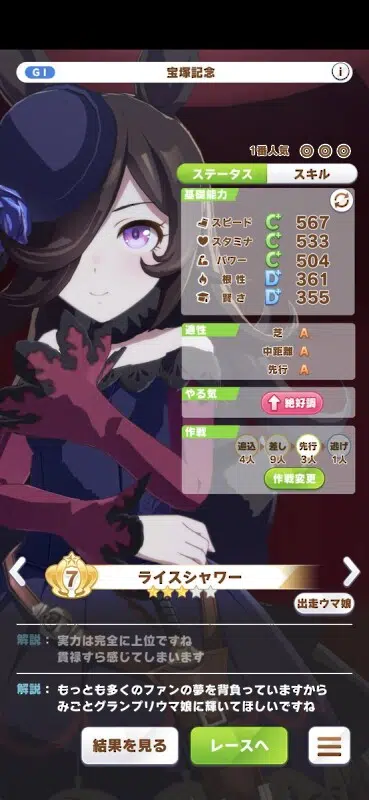 GI
宝塚記念
i
1番人気 ◎ ◎ ◎
ステータス スキル
基礎能力
スピード C+ 567
スタミナ C 533
パワー C+ 504
根性 D+ 361
賢さ D+ 355
適性
芝 A
中距離 A
先行 A
やる気
絶好調
作戦
追込 差し 先行 逃げ
4人 9人 3人 1人
作戦変更
7 ライスシャワー
出走ウマ娘
解説： 実力は完全に上位ですね
貫禄すら感じてしまいます
解説： もっとも多くのファンの夢を背負っていますから
みごとグランプリウマ娘に輝いてほしいですね
結果を見る レースへ